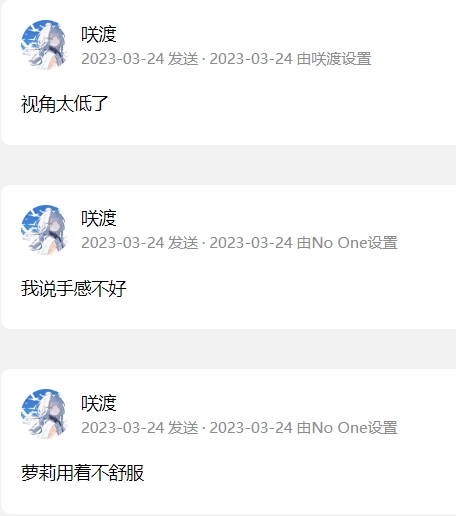 咲渡
2023-03-24 发送 · 2023-03-24 由咲渡设置
视角太低了
咲渡
2023-03-24 发送 · 2023-03-24 由No One设置
我说手感不好
咲渡
2023-03-24 发送 · 2023-03-24 由No One设置
萝莉用着不舒服